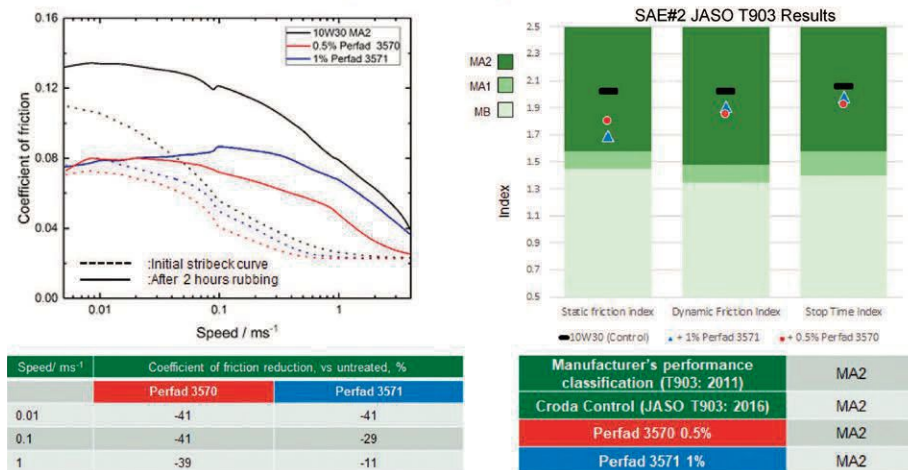 0.16
0.12
0.08
0.04
0.00
Coefficient of friction
10W30 MA2
0.5% Perfad 3570
1% Perfad 3571
:Initial stribeck curve
:After 2 hours rubbing
0.01
0.1
1
Speed / ms-1
SAE#2 JASO T903 Results
MA2
MA1
MB
Index
2.5
2.3
2.1
1.9
1.7
1.5
1.3
1.1
0.9
0.7
0.5
Static friction index
Dynamic Friction Index
Stop Time Index
10W30 (Control)
+ 1% Perfad 3571
+ 0.5% Perfad 3570
Speed/ ms-1
Coefficient of friction reduction, vs untreated, %
Perfad 3570
Perfad 3571
0.01
-41
-41
0.1
-41
-29
1
-39
-11
Manufacturer's performance
classification (T903: 2011)
MA2
Croda Control (JASO T903: 2016)
MA2
Perfad 3570 0.5%
MA2
Perfad 3571 1%
MA2